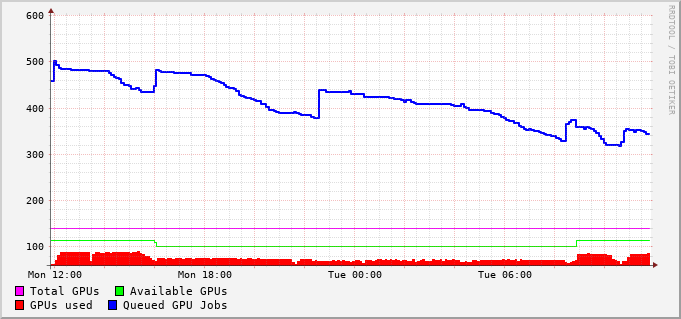 600
500
400
300
200
100
Mon 12:00 Mon 18:00 Tue 00:00 Tue 06:00
Total GPUs Available GPUs
GPUs used Queued GPU Jobs
RRDTOOL / TOBI OETIKER